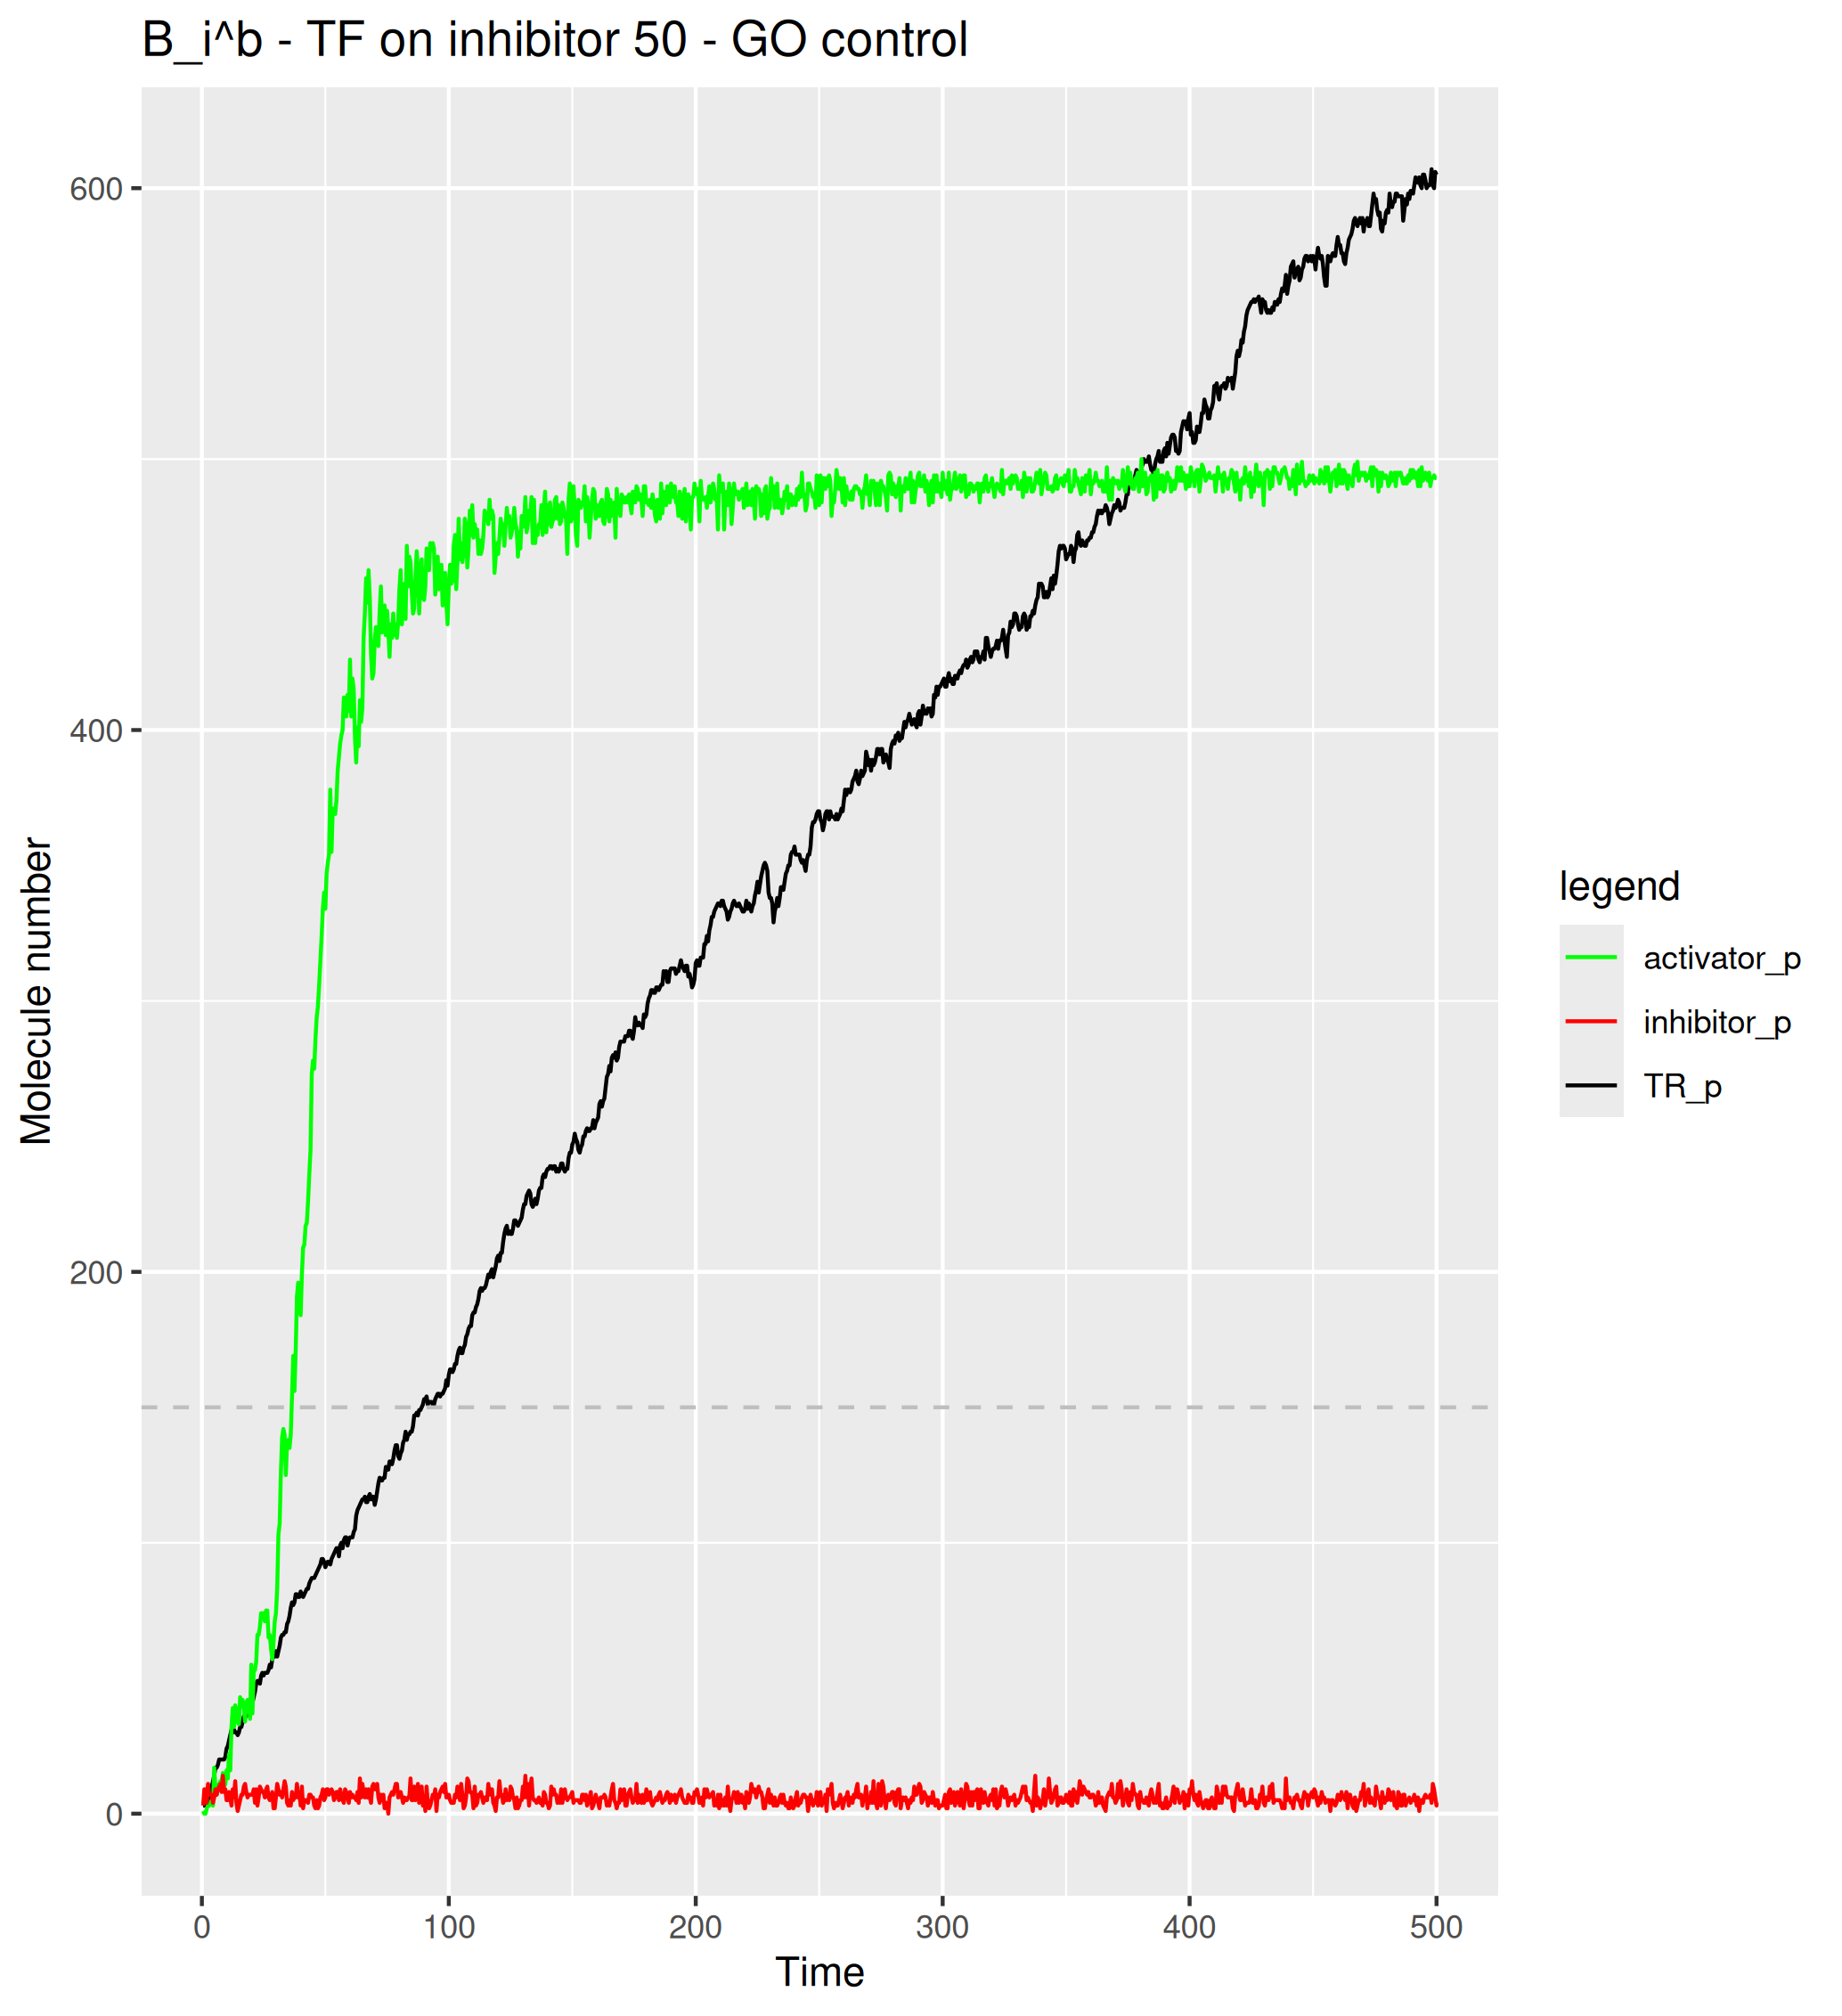 B_i^b - TF on inhibitor 50 - GO control
Molecule number
600
400
200
0
0 100 200 300 400 500
Time
legend
activator_p
inhibitor_p
TR_p